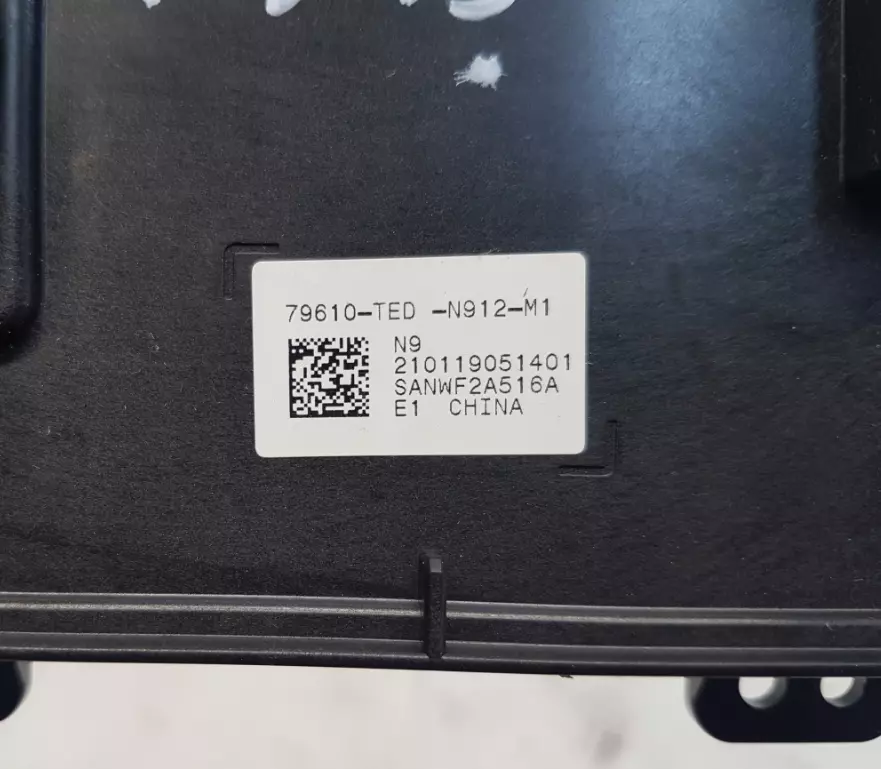 79610-TED -N912-M1
N9
210119051401
SANWF2A516A
E1 CHINA